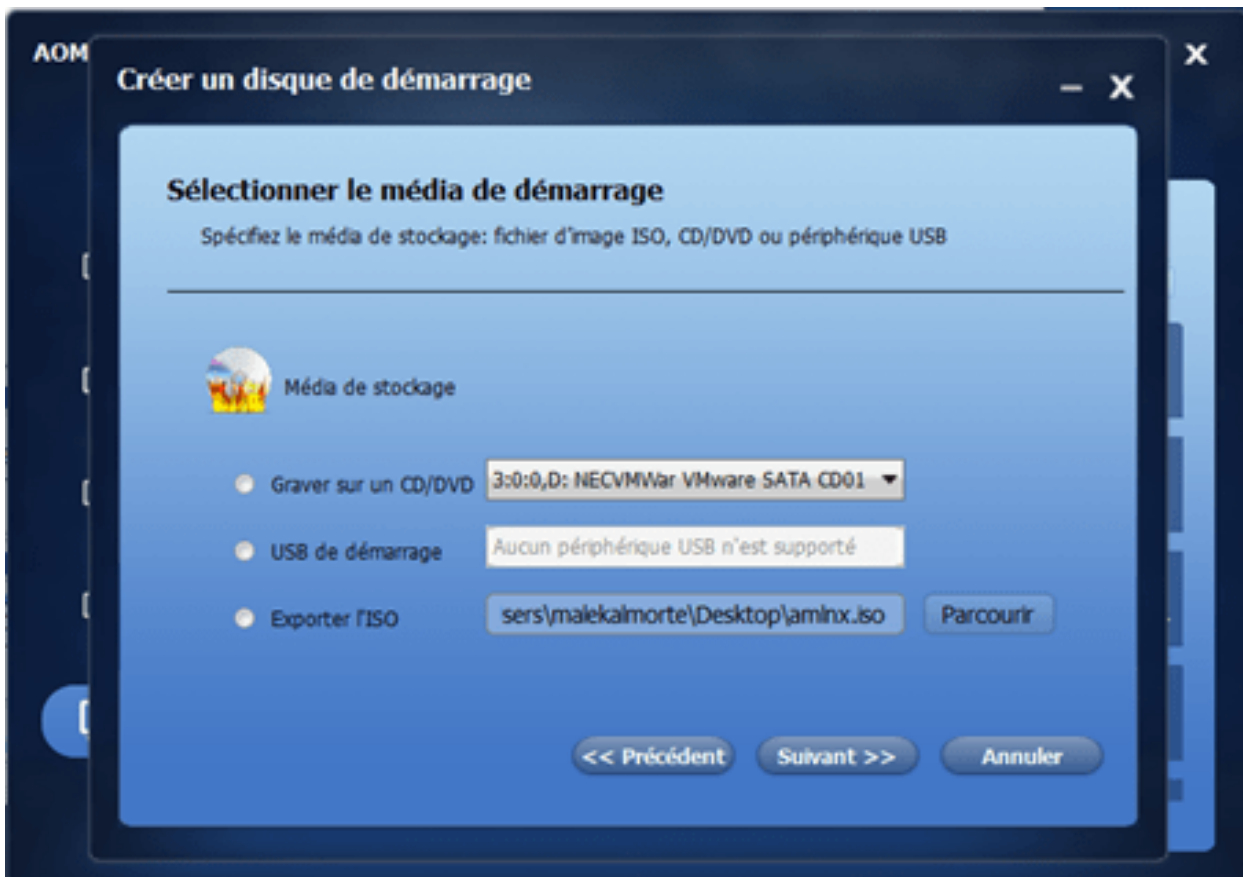 AOM
Créer un disque de démarrage
Sélectionner le média de démarrage
Spécifiez le média de stockage: fichier d'image ISO, CD/DVD ou périphérique USB
Média de stockage
Graver sur un CD/DVD 3:0:0,D: NECVMWar VMware SATA CD01
USB de démarrage Aucun périphérique USB n'est supporté
Exporter l'ISO sers\malekalmorte\Desktop\amlnx.iso Parcourir
<< Précédent Suivant >> Annuler